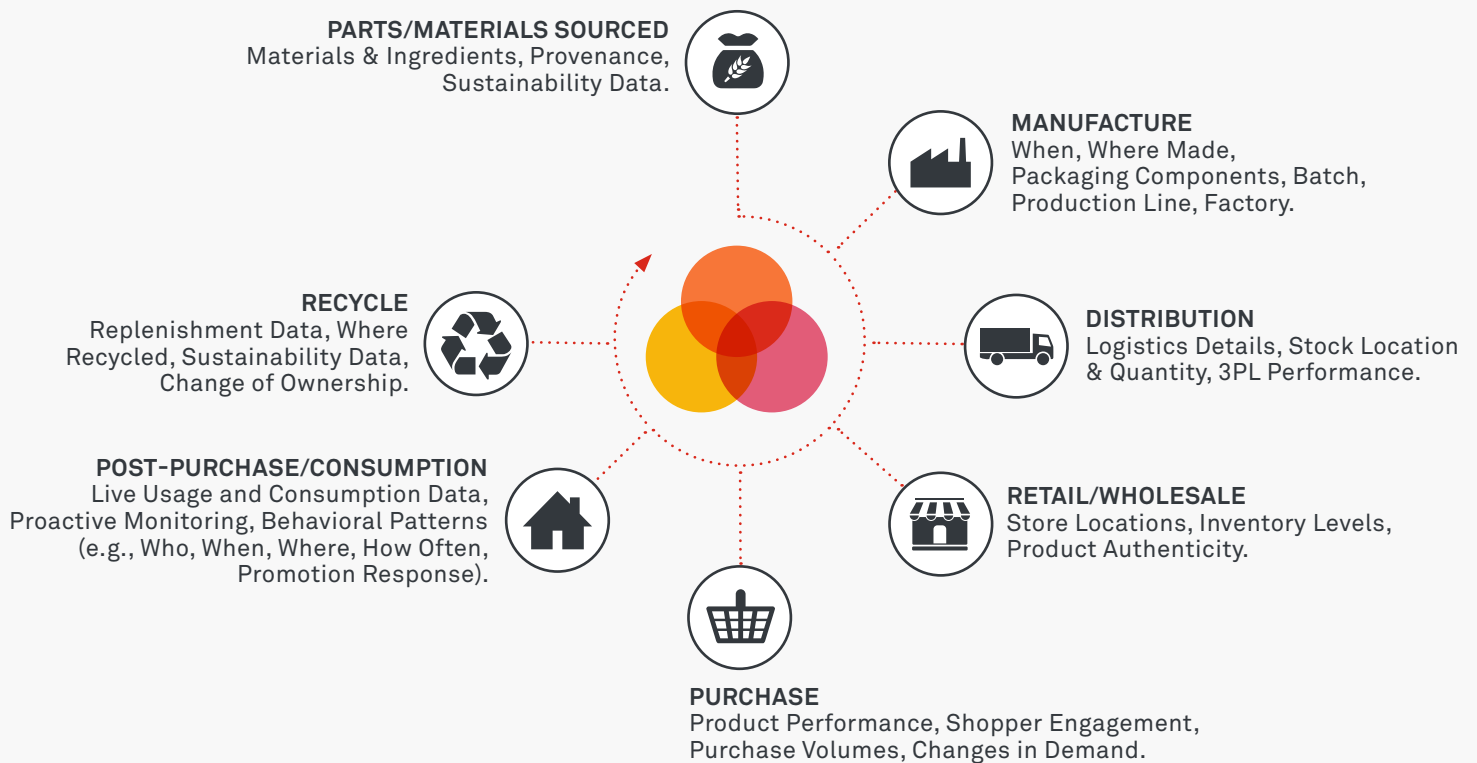 PARTS/MATERIALS SOURCED
Materials & Ingredients, Provenance,
Sustainability Data.
MANUFACTURE
When, Where Made,
Packaging Components, Batch,
Production Line, Factory.
DISTRIBUTION
Logistics Details, Stock Location
& Quantity, 3PL Performance.
RETAIL/WHOLESALE
Store Locations, Inventory Levels,
Product Authenticity.
PURCHASE
Product Performance, Shopper Engagement,
Purchase Volumes, Changes in Demand.
POST-PURCHASE/CONSUMPTION
Live Usage and Consumption Data,
Proactive Monitoring, Behavioral Patterns
(e.g., Who, When, Where, How Often,
Promotion Response).
RECYCLE
Replenishment Data, Where
Recycled, Sustainability Data,
Change of Ownership.